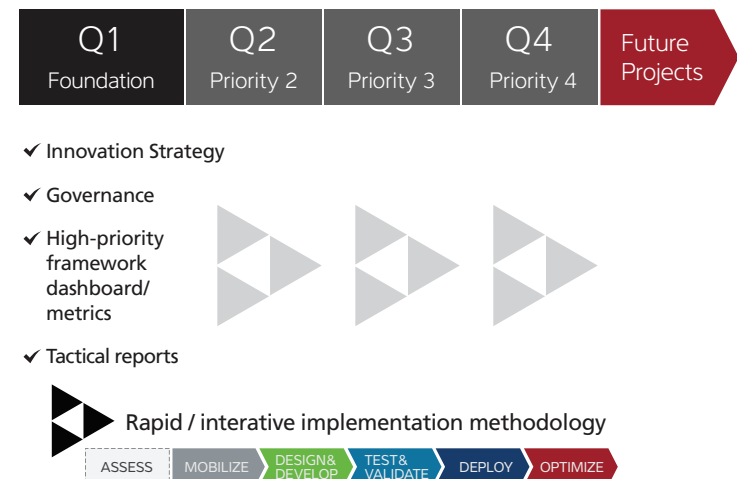 Q1
Foundation
Q2
Priority 2
Q3
Priority 3
Q4
Priority 4
Future
Projects
✔ Innovation Strategy
✔ Governance
✔ High-priority
framework
dashboard/
metrics
✔ Tactical reports
Rapid / interative implementation methodology
ASSESS
MOBILIZE
DESIGN&
DEVELOP
TEST&
VALIDATE
DEPLOY
OPTIMIZE